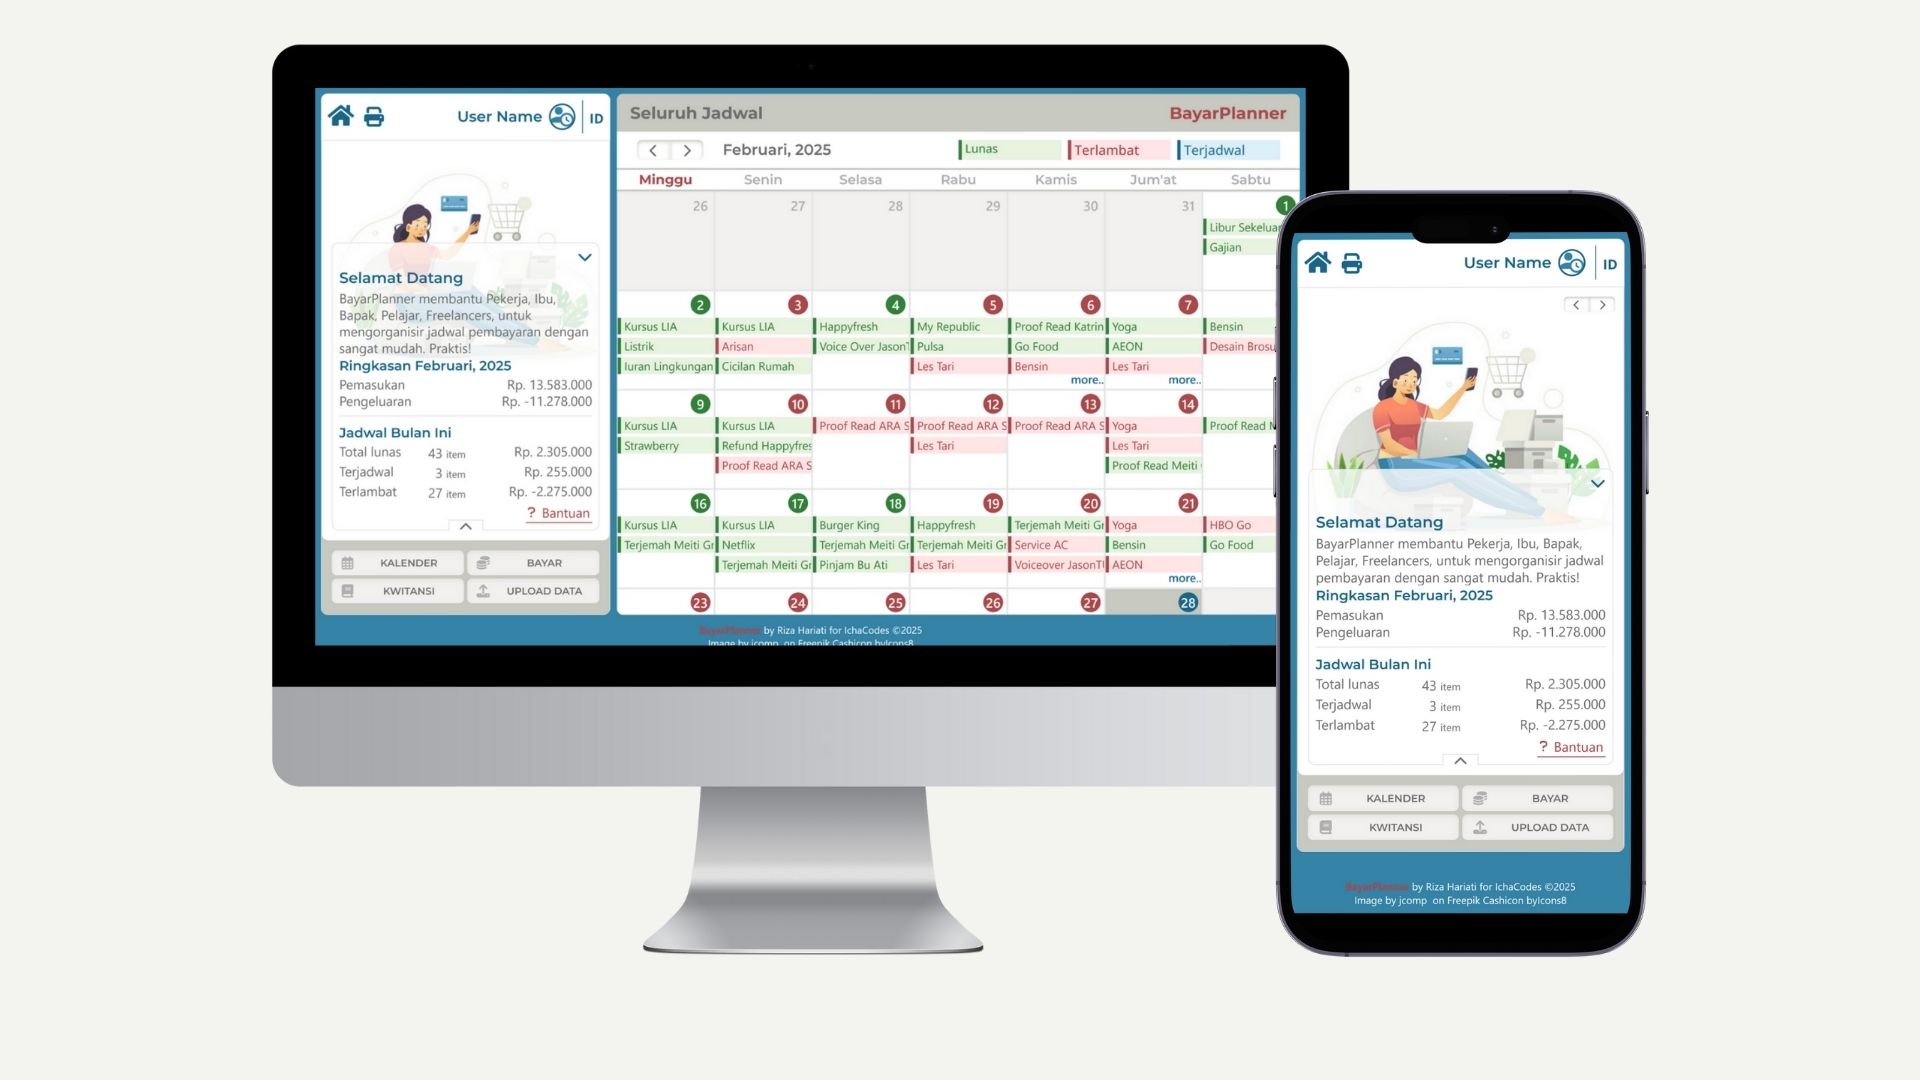 User Name
ID
Selamat Datang
BayarPlanner membantu Pekerja, Ibu,
Bapak, Pelajar, Freelancers, untuk
mengorganisir jadwal pembayaran dengan
sangat mudah. Praktis!
Ringkasan Februari, 2025
Pemasukan Rp. 13.583.000
Pengeluaran Rp. -11.278.000
Jadwal Bulan Ini
Total lunas 43 item Rp. 2.305.000
Terjadwal 3 item Rp. 255.000
Terlambat 27 item Rp. -2.275.000
? Bantuan
KALENDER BAYAR
KWITANSI UPLOAD DATA
Seluruh Jadwal BayarPlanner
Februari, 2025 Lunas Terlambat Terjadwal
Minggu Senin Selasa Rabu Kamis Jum'at Sabtu
26 27 28 29 30 31 1
Libur Sekeluar
Gajian
2 3 4 5 6 7
Kursus LIA Kursus LIA Happyfresh My Republic Proof Read Katrin Yoga Bensin
Listrik Arisan Voice Over JasonT Pulsa Go Food AEON Desain Brosu
Iuran Lingkungan Cicilan Rumah Les Tari Bensin Les Tari
more.. more..
9 10 11 12 13 14
Kursus LIA Kursus LIA Proof Read ARA S Proof Read ARA S Proof Read ARA S Yoga Proof Read M
Strawberry Refund Happyfres Les Tari Les Tari
Proof Read ARA S Proof Read Meiti
16 17 18 19 20 21
Kursus LIA Kursus LIA Burger King Happyfresh Terjemah Meiti Gr Yoga HBO Go
Terjemah Meiti Gr Netflix Terjemah Meiti Gr Terjemah Meiti Gr Service AC Bensin Go Food
Terjemah Meiti Gr Pinjam Bu Ati Les Tari Voiceover JasonT AEON
more..
23 24 25 26 27 28
BayarPlanner by Riza Hariati for IchaCodes ©2025
Image by jcomp on Freepik Cashicon byIcons8
User Name
ID
Selamat Datang
BayarPlanner membantu Pekerja, Ibu, Bapak,
Pelajar, Freelancers, untuk mengorganisir jadwal
pembayaran dengan sangat mudah. Praktis!
Ringkasan Februari, 2025
Pemasukan Rp. 13.583.000
Pengeluaran Rp. -11.278.000
Jadwal Bulan Ini
Total lunas 43 item Rp. 2.305.000
Terjadwal 3 item Rp. 255.000
Terlambat 27 item Rp. -2.275.000
? Bantuan
KALENDER BAYAR
KWITANSI UPLOAD DATA
BayarPlanner by Riza Hariati for IchaCodes ©2025
Image by jcomp on Freepik Cashicon byIcons8